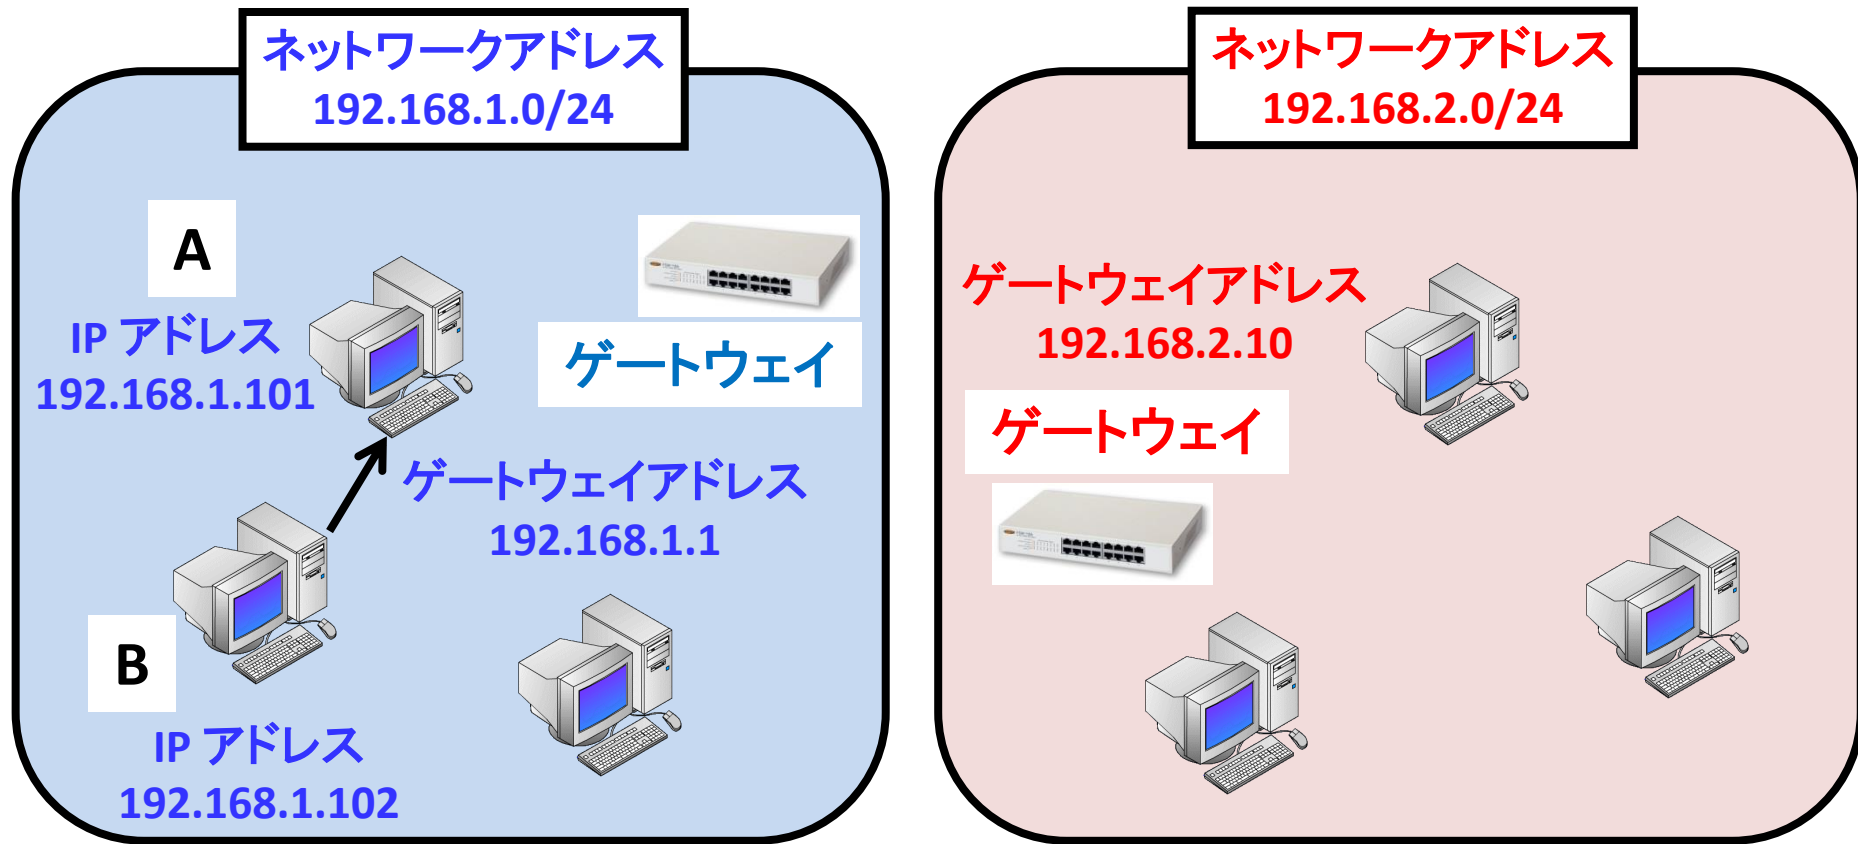 ネットワークアドレス
192.168.1.0/24
A
IP アドレス
192.168.1.101
ゲートウェイ
ゲートウェイアドレス
192.168.1.1
B
IP アドレス
192.168.1.102
ネットワークアドレス
192.168.2.0/24
ゲートウェイアドレス
192.168.2.10
ゲートウェイ